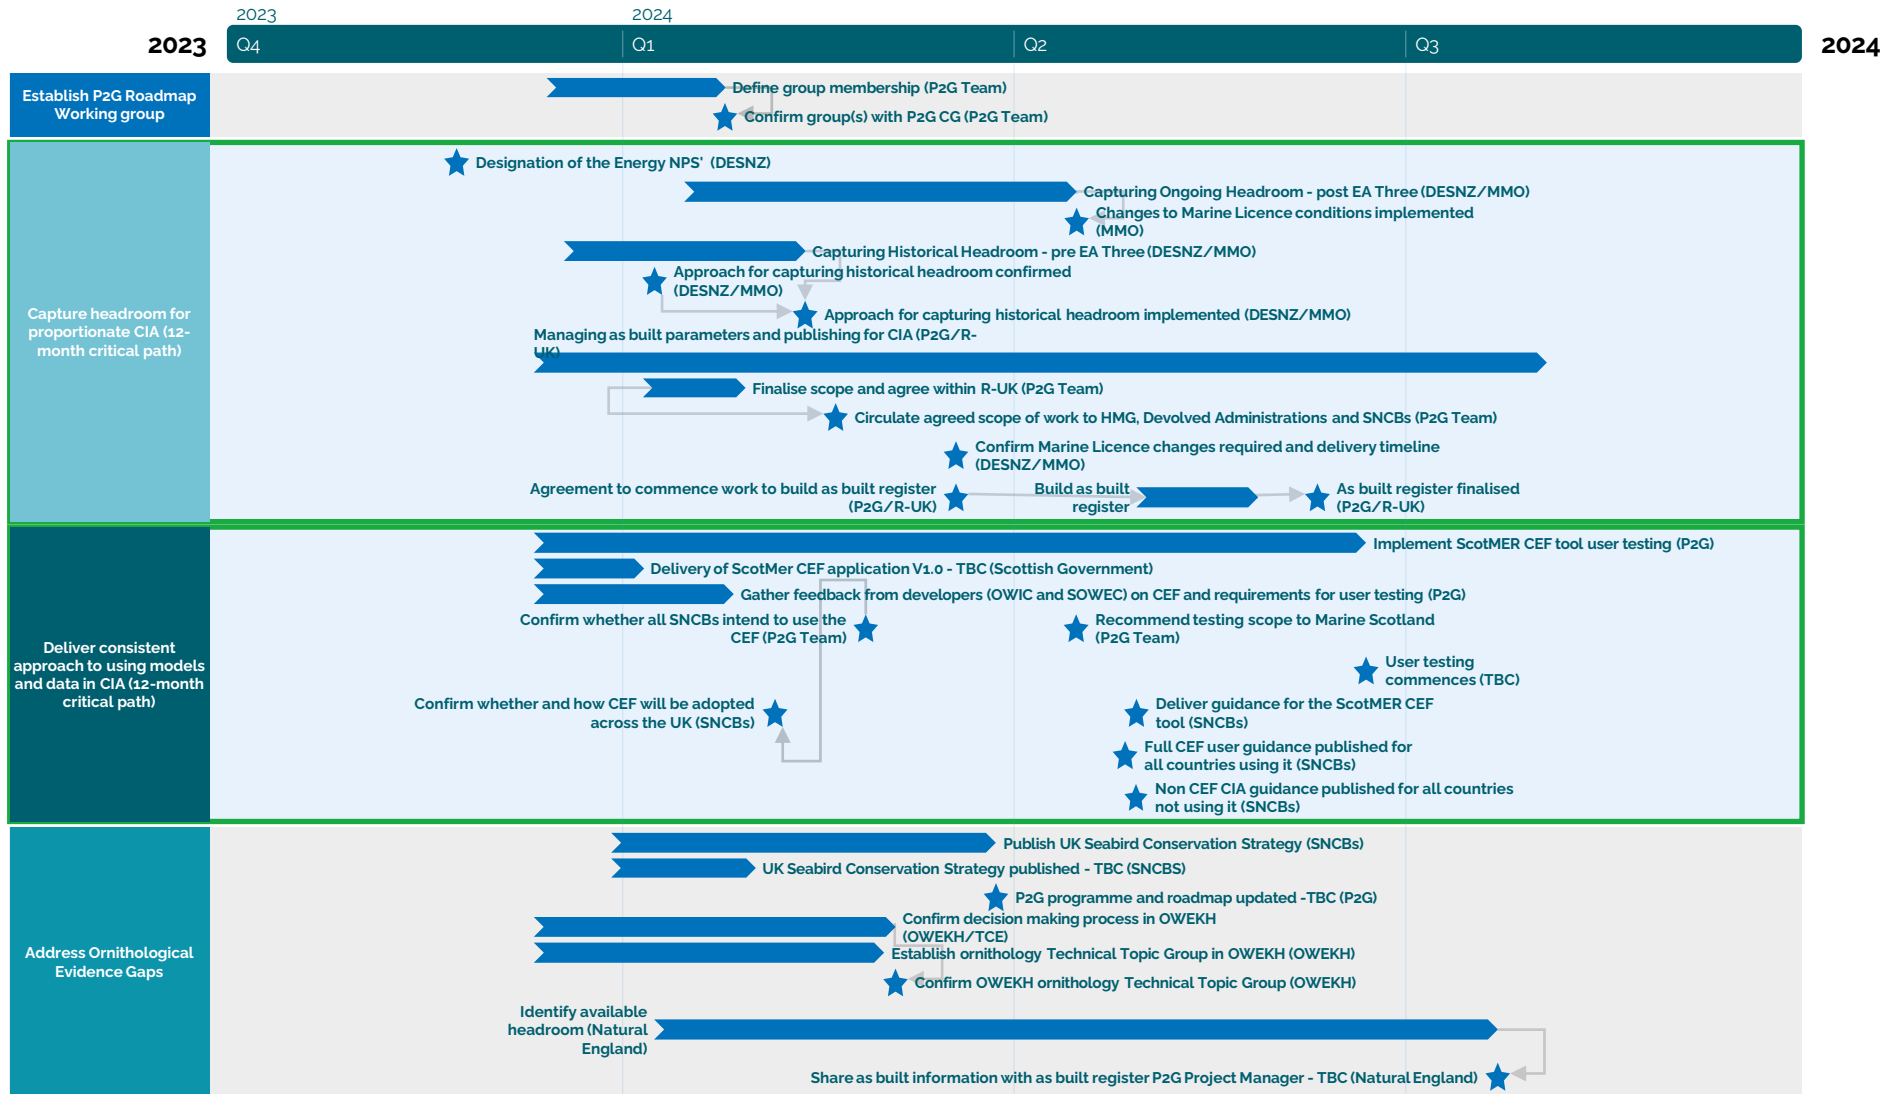 2023
2024
2023
Q4
Q1
Q2
Q3
2024
Establish P2G Roadmap
Working group
Define group membership (P2G Team)
Confirm group(s) with P2G CG (P2G Team)
Capture headroom for
proportionate CIA (12-
month critical path)
Designation of the Energy NPS' (DESNZ)
Capturing Ongoing Headroom - post EA Three (DESNZ/MMO)
Changes to Marine Licence conditions implemented
(MMO)
Capturing Historical Headroom - pre EA Three (DESNZ/MMO)
Approach for capturing historical headroom confirmed
(DESNZ/MMO)
Approach for capturing historical headroom implemented (DESNZ/MMO)
Managing as built parameters and publishing for CIA (P2G/R-
UK)
Finalise scope and agree within R-UK (P2G Team)
Circulate agreed scope of work to HMG, Devolved Administrations and SNCBs (P2G Team)
Confirm Marine Licence changes required and delivery timeline
(DESNZ/MMO)
Agreement to commence work to build as built register
(P2G/R-UK)
Build as built
register
As built register finalised
(P2G/R-UK)
Deliver consistent
approach to using models
and data in CIA (12-month
critical path)
Implement ScotMER CEF tool user testing (P2G)
Delivery of ScotMer CEF application V1.0 - TBC (Scottish Government)
Gather feedback from developers (OWIC and SOWEC) on CEF and requirements for user testing (P2G)
Confirm whether all SNCBs intend to use the
CEF (P2G Team)
Recommend testing scope to Marine Scotland
(P2G Team)
User testing
commences (TBC)
Confirm whether and how CEF will be adopted
across the UK (SNCBs)
Deliver guidance for the ScotMER CEF
tool (SNCBs)
Full CEF user guidance published for
all countries using it (SNCBs)
Non CEF CIA guidance published for all countries
not using it (SNCBs)
Address Ornithological
Evidence Gaps
Publish UK Seabird Conservation Strategy (SNCBs)
UK Seabird Conservation Strategy published - TBC (SNCBS)
P2G programme and roadmap updated -TBC (P2G)
Confirm decision making process in OWEKH
(OWEKH/TCE)
Establish ornithology Technical Topic Group in OWEKH (OWEKH)
Confirm OWEKH ornithology Technical Topic Group (OWEKH)
Identify available
headroom (Natural
England)
Share as built information with as built register P2G Project Manager - TBC (Natural England)